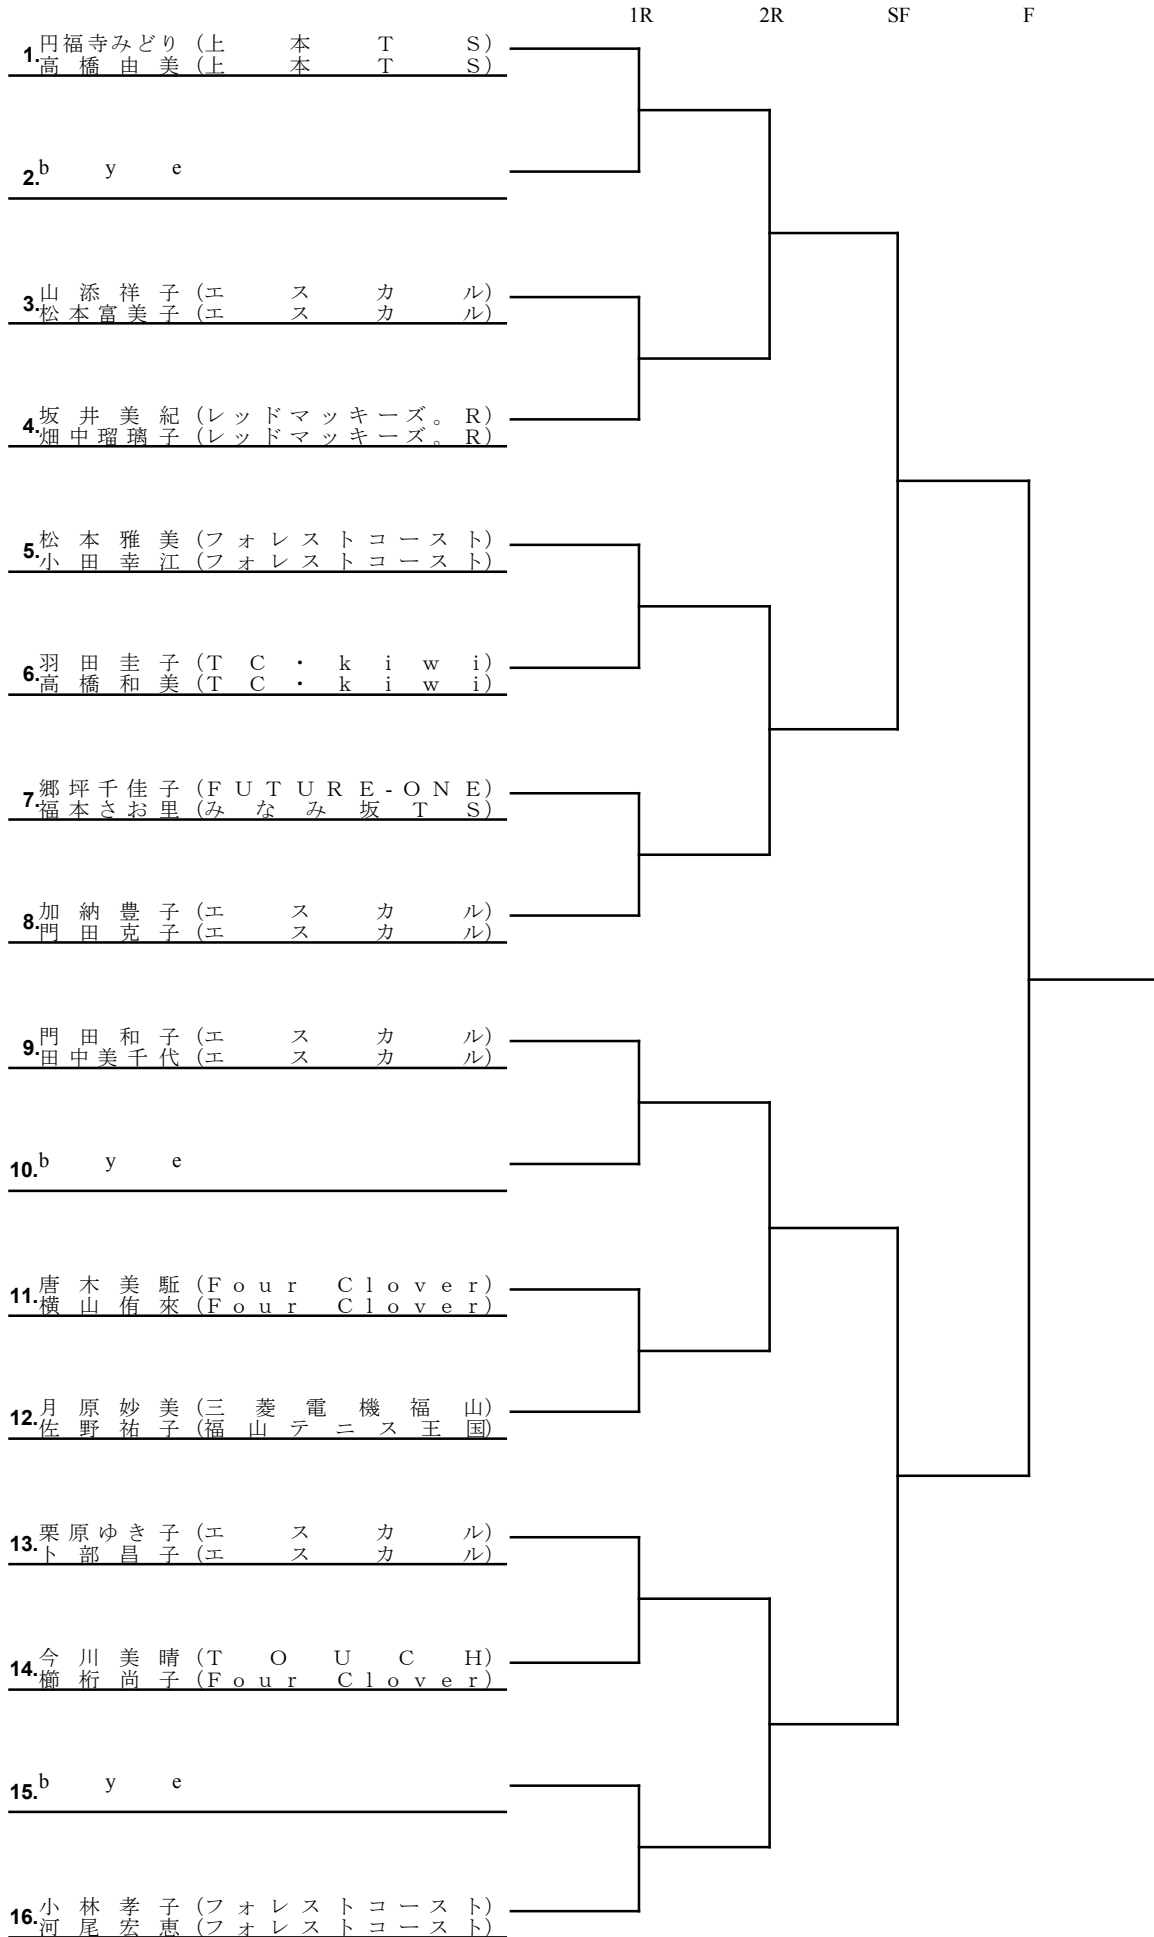 1R 2R SF F
1. 円福寺みどり (上本TS)
高橋由美 (上本TS)
2. bye
3. 山添祥子 (エスカル)
松本富美子 (エスカル)
4. 坂井美紀 (レッドマッキーズ。R)
畑中瑠璃子 (レッドマッキーズ。R)
5. 松本雅美 (フォレストコースト)
小田幸江 (フォレストコースト)
6. 羽田圭子 (TC・kiwi)
高橋和美 (TC・kiwi)
7. 郷坪千佳子 (FUTURE-ONE)
福本さお里 (みなみ坂TS)
8. 加納豊子 (エスカル)
門田克子 (エスカル)
9. 門田和子 (エスカル)
田中美千代 (エスカル)
10. bye
11. 唐木美駈 (Four Clover)
横山侑來 (Four Clover)
12. 月原妙美 (三菱電機福山)
佐野祐子 (福山テニス王国)
13. 栗原ゆき子 (エスカル)
卜部昌子 (エスカル)
14. 今川美晴 (TOUCH)
櫛桁尚子 (Four Clover)
15. bye
16. 小林孝子 (フォレストコースト)
河尾宏恵 (フォレストコースト)